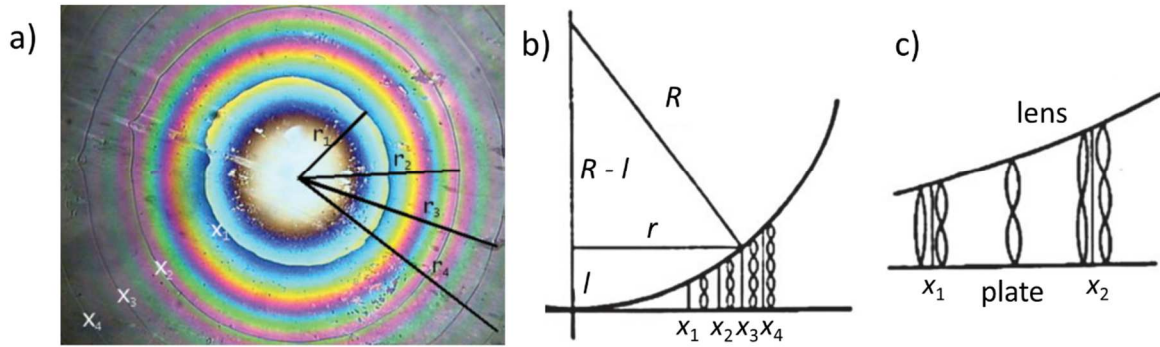 a)
r₁
r₂
r₃
r₄
x₁
x₂
x₃
x₄
b)
R
R - l
r
l
x₁ x₂ x₃ x₄
c)
lens
x₁ plate x₂